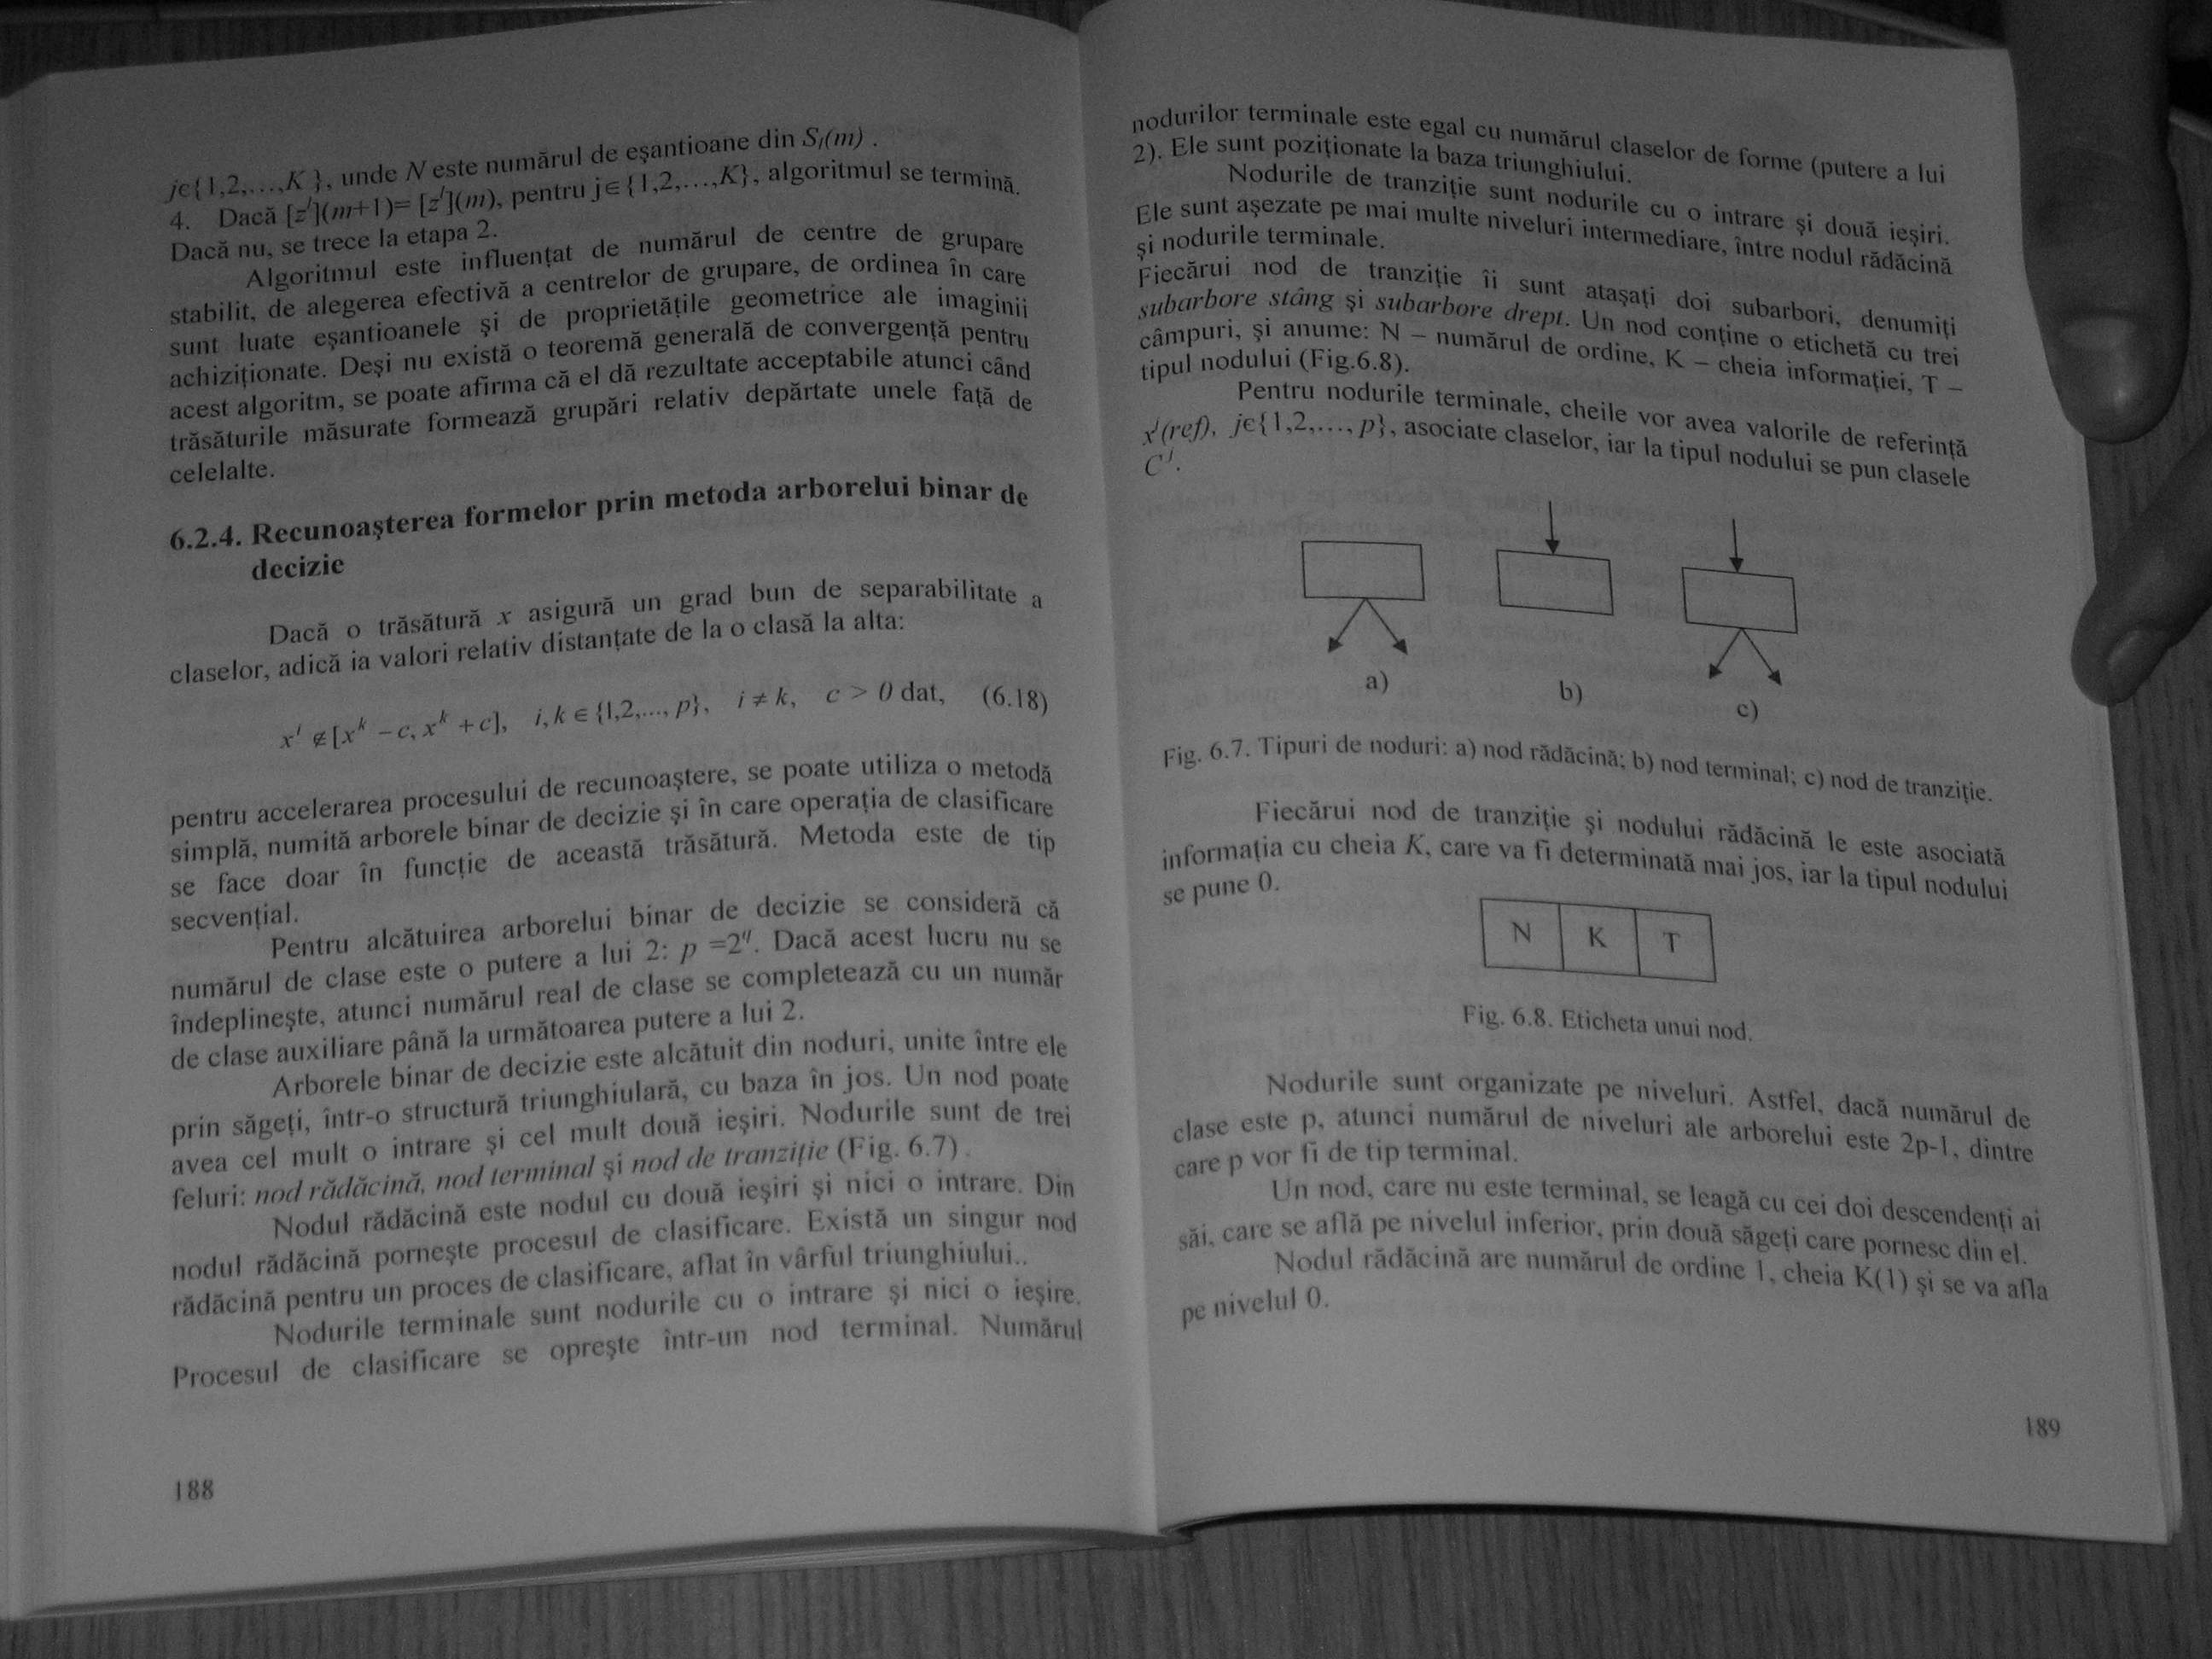 j∈{1,2,…,K }, unde N este numărul de eşantioane din Sj(m) .
4. Dacă [zʲ](m+1)= [zʲ](m), pentru j∈{1,2,…,K}, algoritmul se termină.
Dacă nu, se trece la etapa 2.
Algoritmul este influenţat de numărul de centre de grupare
stabilit, de alegerea efectivă a centrelor de grupare, de ordinea în care
sunt luate eşantioanele şi de proprietăţile geometrice ale imaginii
achiziţionate. Deşi nu există o teoremă generală de convergenţă pentru
acest algoritm, se poate afirma că el dă rezultate acceptabile atunci când
trăsăturile măsurate formează grupări relativ depărtate unele faţă de
celelalte.
6.2.4. Recunoaşterea formelor prin metoda arborelui binar de
decizie
Dacă o trăsătură x asigură un grad bun de separabilitate a
claselor, adică ia valori relativ distanţate de la o clasă la alta:
xⁱ ∉[xᵏ – c, xᵏ + c], i, k ∈{1,2,..., p}, i ≠ k, c > 0 dat, (6.18)
pentru accelerarea procesului de recunoaştere, se poate utiliza o metodă
simplă, numită arborele binar de decizie şi în care operaţia de clasificare
se face doar în funcţie de această trăsătură. Metoda este de tip
secvenţial.
Pentru alcătuirea arborelui binar de decizie se consideră că
numărul de clase este o putere a lui 2: p =2^q. Dacă acest lucru nu se
îndeplineşte, atunci numărul real de clase se completează cu un număr
de clase auxiliare până la următoarea putere a lui 2.
Arborele binar de decizie este alcătuit din noduri, unite între ele
prin săgeţi, într-o structură triunghiulară, cu baza în jos. Un nod poate
avea cel mult o intrare şi cel mult două ieşiri. Nodurile sunt de trei
feluri: nod rădăcină, nod terminal şi nod de tranziţie (Fig. 6.7).
Nodul rădăcină este nodul cu două ieşiri şi nici o intrare. Din
nodul rădăcină porneşte procesul de clasificare. Există un singur nod
rădăcină pentru un proces de clasificare, aflat în vârful triunghiului..
Nodurile terminale sunt nodurile cu o intrare şi nici o ieşire.
Procesul de clasificare se opreşte într-un nod terminal. Numărul
188
nodurilor terminale este egal cu numărul claselor de forme (putere a lui
2). Ele sunt poziţionate la baza triunghiului.
Nodurile de tranziţie sunt nodurile cu o intrare şi două ieşiri.
Ele sunt aşezate pe mai multe niveluri intermediare, între nodul rădăcină
şi nodurile terminale.
Fiecărui nod de tranziţie îi sunt ataşaţi doi subarbori, denumiţi
subarbore stâng şi subarbore drept. Un nod conţine o etichetă cu trei
câmpuri, şi anume: N – numărul de ordine, K – cheia informaţiei, T –
tipul nodului (Fig.6.8).
Pentru nodurile terminale, cheile vor avea valorile de referinţă
xʲ(ref), j∈{1,2,…, p}, asociate claselor, iar la tipul nodului se pun clasele
Cʲ.
a)
b)
c)
Fig. 6.7. Tipuri de noduri: a) nod rădăcină; b) nod terminal; c) nod de tranziţie.
Fiecărui nod de tranziţie şi nodului rădăcină le este asociată
informaţia cu cheia K, care va fi determinată mai jos, iar la tipul nodului
se pune 0.
N K T
Fig. 6.8. Eticheta unui nod.
Nodurile sunt organizate pe niveluri. Astfel, dacă numărul de
clase este p, atunci numărul de niveluri ale arborelui este 2p-1, dintre
care p vor fi de tip terminal.
Un nod, care nu este terminal, se leagă cu cei doi descendenţi ai
săi, care se află pe nivelul inferior, prin două săgeţi care pornesc din el.
Nodul rădăcină are numărul de ordine 1, cheia K(1) şi se va afla
pe nivelul 0.
189